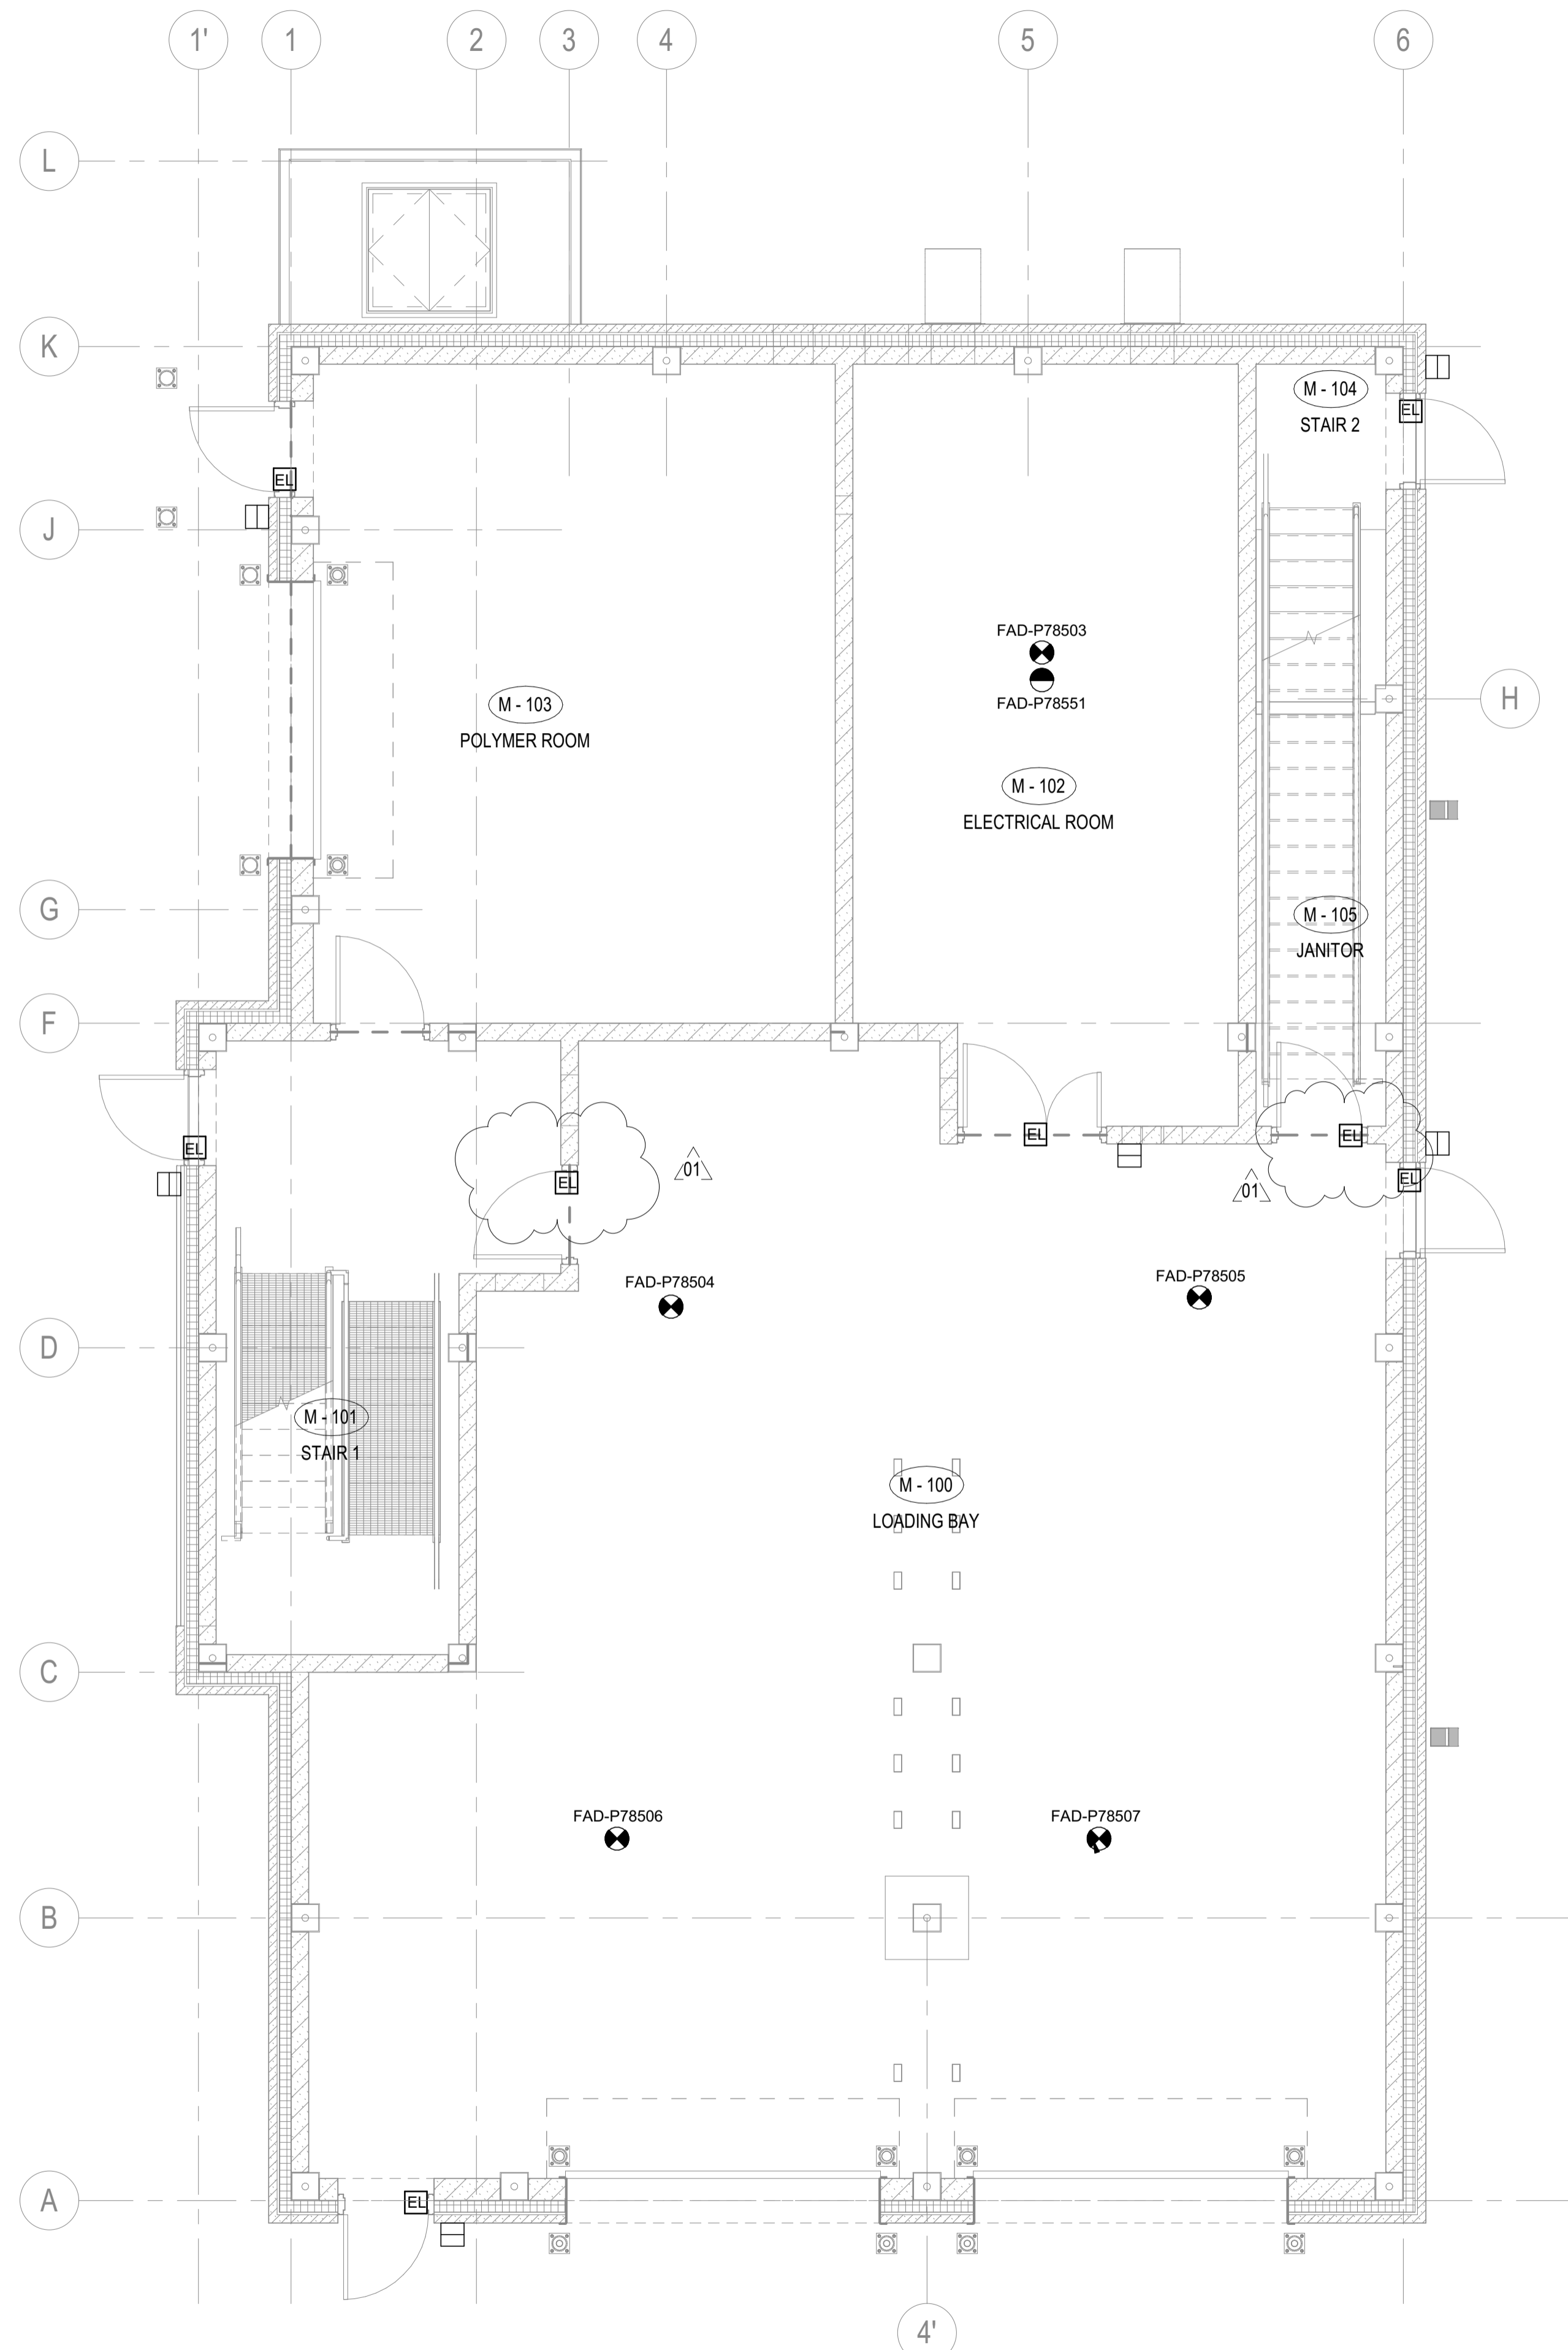 1'
1
2
3
4
5
6
L
K
M - 104
EL
STAIR 2
EL
J
FAD-P78503
H
M - 103
FAD-P78551
POLYMER ROOM
M - 102
ELECTRICAL ROOM
G
M - 105
JANITOR
F
EL
EL
EL
01
EL
01
EL
FAD-P78504
FAD-P78505
D
M - 101
STAIR 1
M - 100
LOADING BAY
C
FAD-P78506
FAD-P78507
B
A
EL
4'